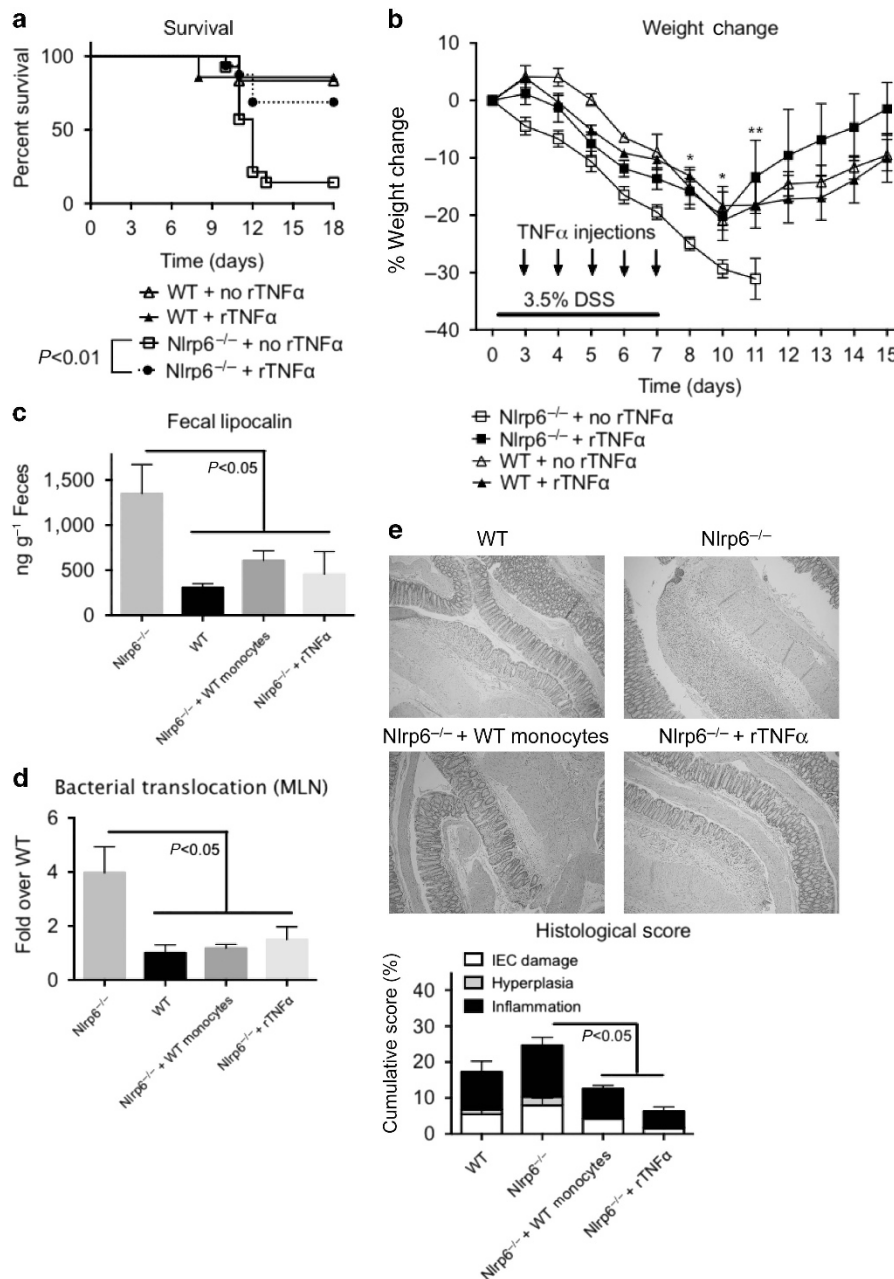 a
Survival
Percent survival
100
50
0
0 3 6 9 12 15 18
Time (days)
WT + no rTNFα
WT + rTNFα
Nlrp6–/– + no rTNFα
Nlrp6–/– + rTNFα
P<0.01
b
Weight change
% Weight change
10
0
–10
–20
–30
–40
* * **
TNFα injections
3.5% DSS
0 3 4 5 6 7 8 10 11 12 13 14 15
Time (days)
Nlrp6–/– + no rTNFα
Nlrp6–/– + rTNFα
WT + no rTNFα
WT + rTNFα
c
Fecal lipocalin
ng g–1 Feces
1,500
1,000
500
0
P<0.05
Nlrp6–/–
WT
Nlrp6–/– + WT monocytes
Nlrp6–/– + rTNFα
d
Bacterial translocation (MLN)
Fold over WT
6
4
2
0
P<0.05
Nlrp6–/–
WT
Nlrp6–/– + WT monocytes
Nlrp6–/– + rTNFα
e
WT
Nlrp6–/–
Nlrp6–/– + WT monocytes
Nlrp6–/– + rTNFα
Histological score
Cumulative score (%)
40
30
20
10
0
IEC damage
Hyperplasia
Inflammation
P<0.05
WT
Nlrp6–/–
Nlrp6–/– + WT monocytes
Nlrp6–/– + rTNFα